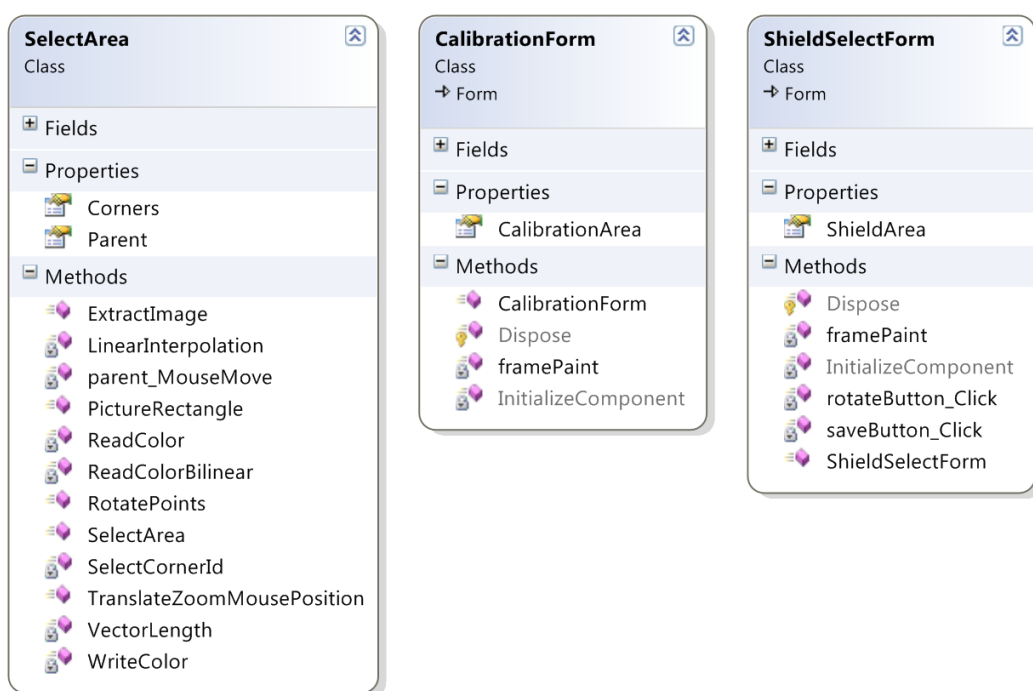 SelectArea
Class
Fields
Properties
Corners
Parent
Methods
ExtractImage
LinearInterpolation
parent_MouseMove
PictureRectangle
ReadColor
ReadColorBilinear
RotatePoints
SelectArea
SelectCornerId
TranslateZoomMousePosition
VectorLength
WriteColor
CalibrationForm
Class
Form
Fields
Properties
CalibrationArea
Methods
CalibrationForm
Dispose
framePaint
InitializeComponent
ShieldSelectForm
Class
Form
Fields
Properties
ShieldArea
Methods
Dispose
framePaint
InitializeComponent
rotateButton_Click
saveButton_Click
ShieldSelectForm